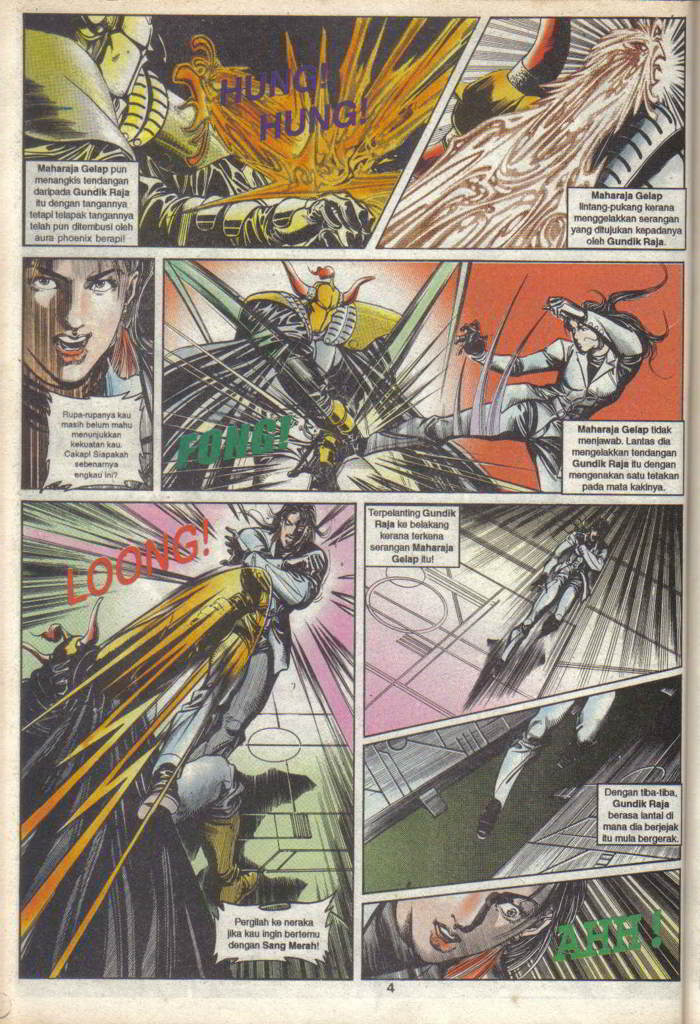 HUNG!
HUNG!
Maharaja Gelap pun
menangkis tendangan
daripada Gundik Raja
itu dengan tangannya
tetapi telapak tangannya
telah pun ditembusi oleh
aura phoenix berapi!
Maharaja Gelap
lintang-pukang kerana
menggelakkan serangan
yang ditujukan kepadanya
oleh Gundik Raja.
Rupa-rupanya kau
masih belum mahu
menunjukkan
kekuatan kau.
Cakap! Siapakah
sebenarnya
engkau ini?
FONG!
Maharaja Gelap tidak
menjawab. Lantas dia
mengelakkan tendangan
Gundik Raja itu dengan
mengenakan satu tetakan
pada mata kakinya.
LOONG!
Pergilah ke neraka
jika kau ingin bertemu
dengan Sang Merah!
Terpelanting Gundik
Raja ke belakang
kerana terkena
serangan Maharaja
Gelap itu!
Dengan tiba-tiba,
Gundik Raja
berasa lantai di
mana dia berjejak
itu mula bergerak.
AHH!
4